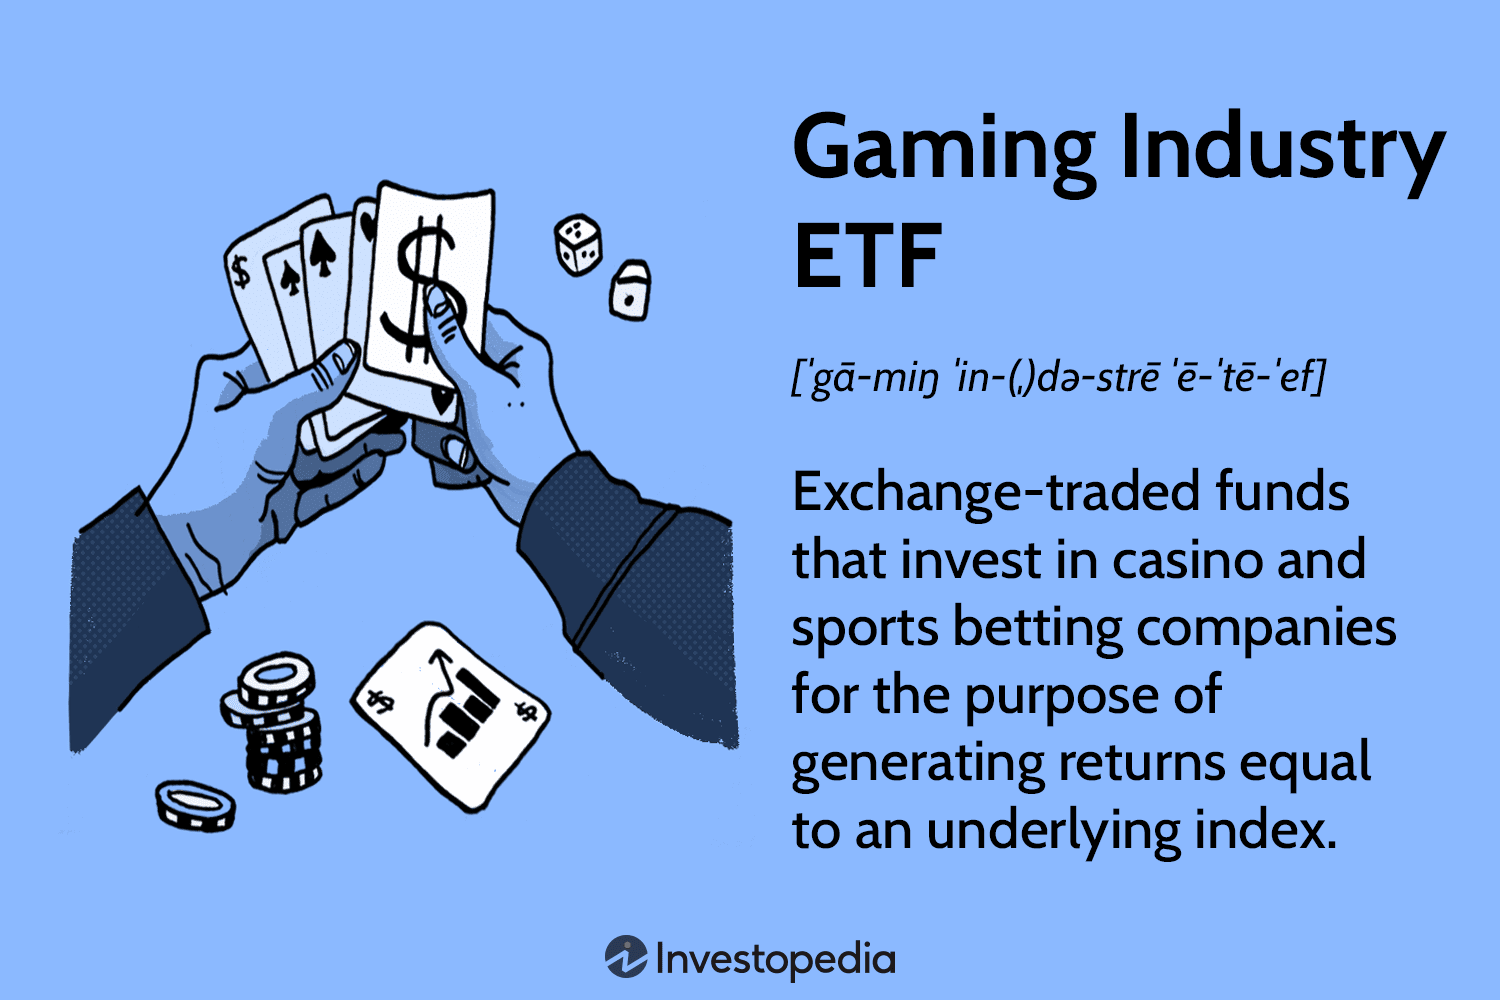 Gaming Industry
ETF
[ˈgā-miŋ ˈin-(ˌ)də-strē ˈē-ˈtē-ˈef]
Exchange-traded funds
that invest in casino and
sports betting companies
for the purpose of
generating returns equal
to an underlying index.
$
$
$
$
Investopedia